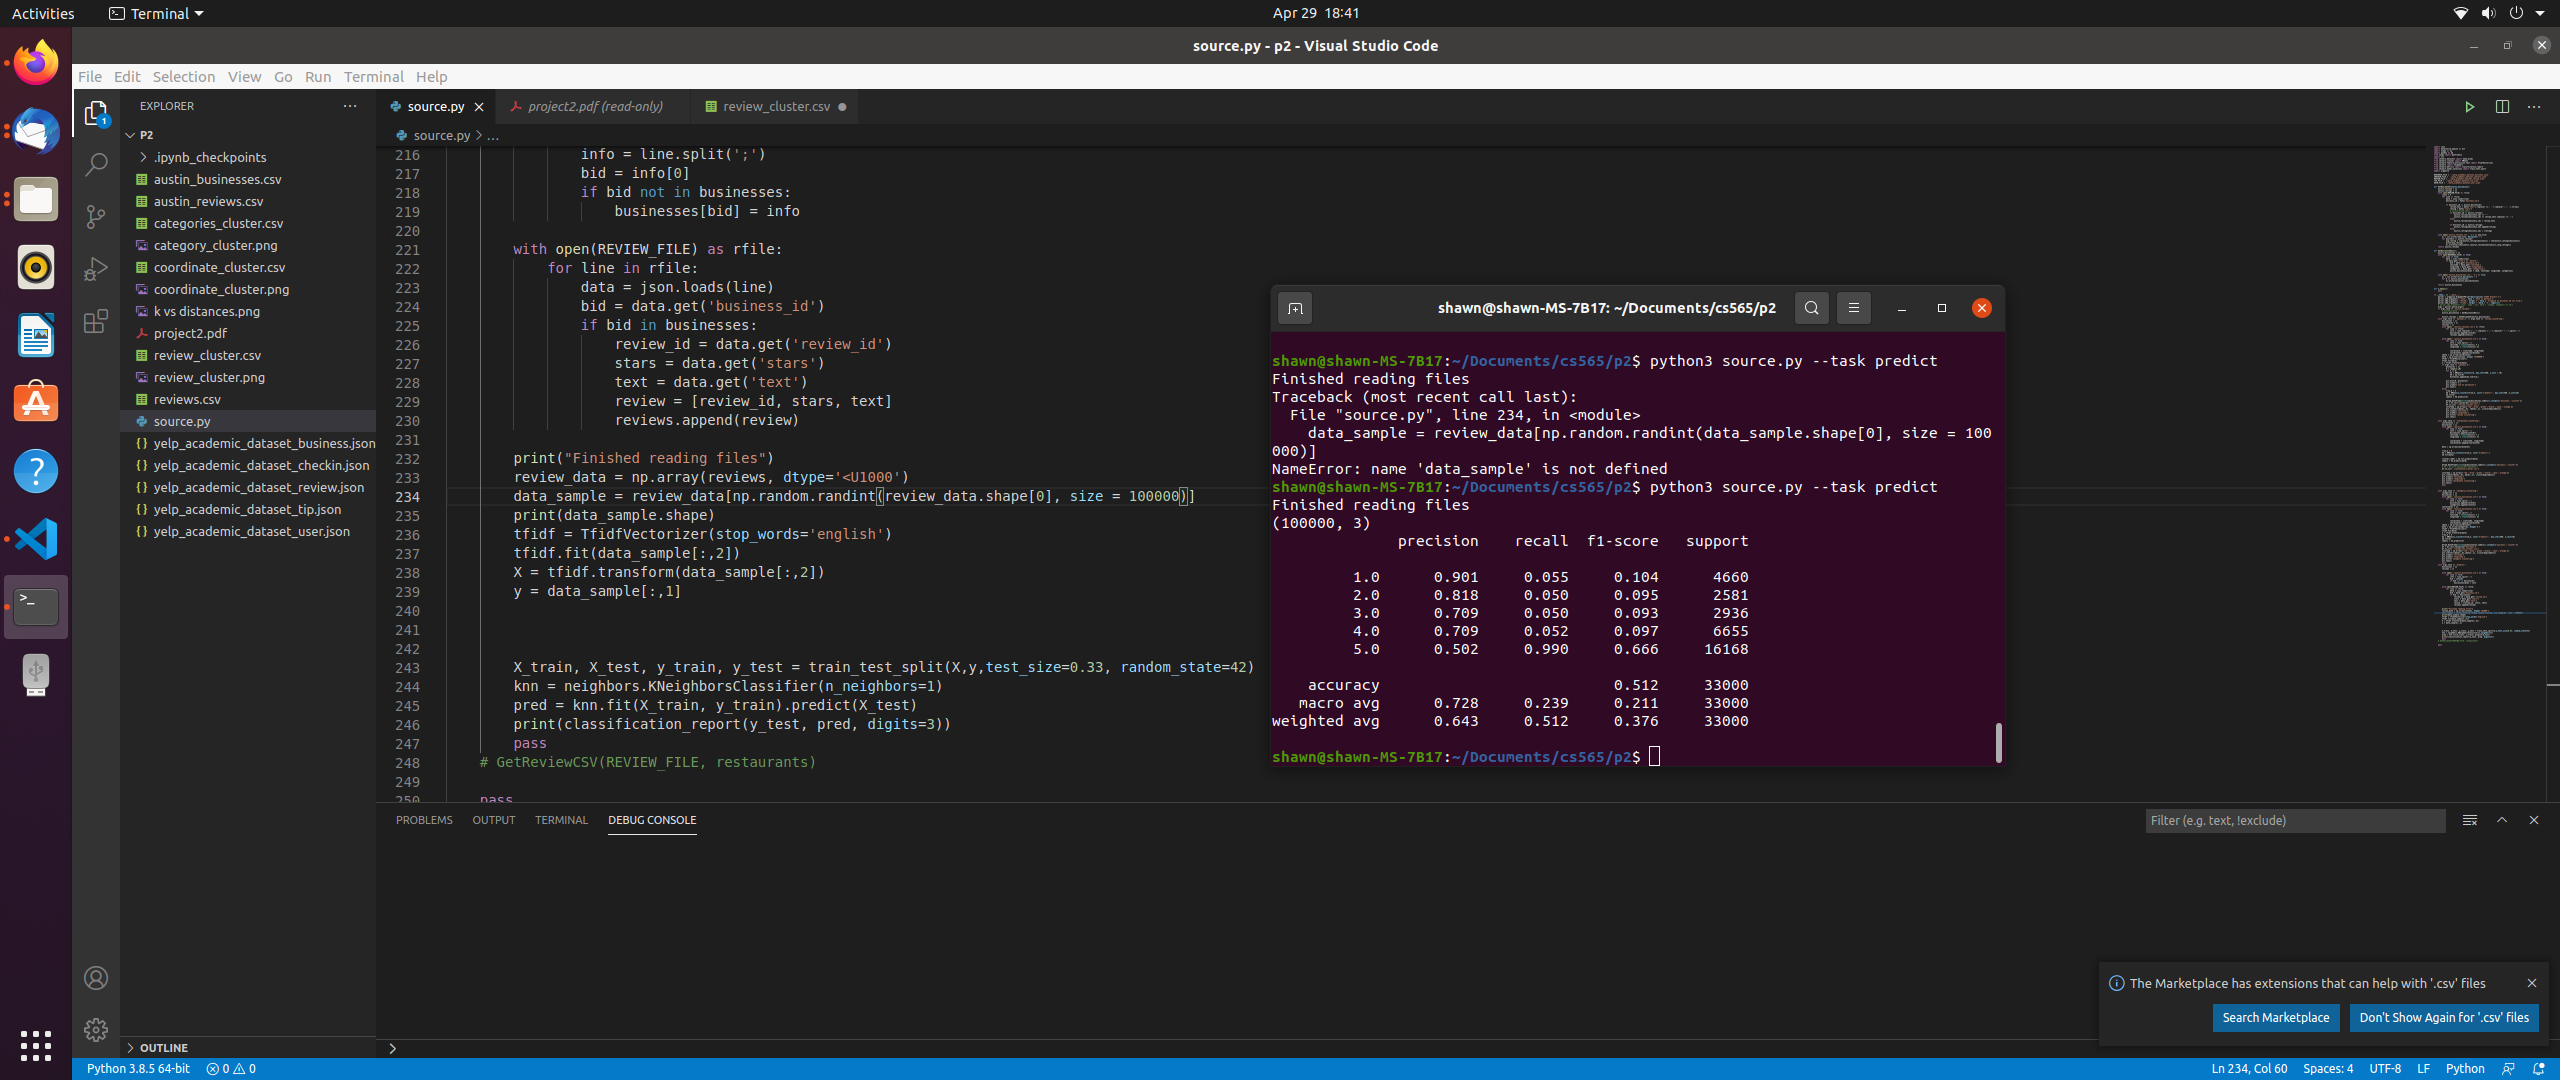 Activities
Terminal
Apr 29 18:41
source.py - p2 - Visual Studio Code
File Edit Selection View Go Run Terminal Help
EXPLORER
P2
.ipynb_checkpoints
austin_businesses.csv
austin_reviews.csv
categories_cluster.csv
category_cluster.png
coordinate_cluster.csv
coordinate_cluster.png
k vs distances.png
project2.pdf
review_cluster.csv
review_cluster.png
reviews.csv
source.py
yelp_academic_dataset_business.json
yelp_academic_dataset_checkin.json
yelp_academic_dataset_review.json
yelp_academic_dataset_tip.json
yelp_academic_dataset_user.json
OUTLINE
1
source.py
project2.pdf (read-only)
review_cluster.csv
source.py > ...
216 info = line.split(';')
217 bid = info[0]
218 if bid not in businesses:
219 businesses[bid] = info
220
221 with open(REVIEW_FILE) as rfile:
222 for line in rfile:
223 data = json.loads(line)
224 bid = data.get('business_id')
225 if bid in businesses:
226 review_id = data.get('review_id')
227 stars = data.get('stars')
228 text = data.get('text')
229 review = [review_id, stars, text]
230 reviews.append(review)
231
232 print("Finished reading files")
233 review_data = np.array(reviews, dtype='<U1000')
234 data_sample = review_data[np.random.randint(review_data.shape[0], size = 100000)]
235 print(data_sample.shape)
236 tfidf = TfidfVectorizer(stop_words='english')
237 tfidf.fit(data_sample[:,2])
238 X = tfidf.transform(data_sample[:,2])
239 y = data_sample[:,1]
240
241
242
243 X_train, X_test, y_train, y_test = train_test_split(X,y,test_size=0.33, random_state=42)
244 knn = neighbors.KNeighborsClassifier(n_neighbors=1)
245 pred = knn.fit(X_train, y_train).predict(X_test)
246 print(classification_report(y_test, pred, digits=3))
247 pass
248 # GetReviewCSV(REVIEW_FILE, restaurants)
249
250 pass
shawn@shawn-MS-7B17: ~/Documents/cs565/p2
shawn@shawn-MS-7B17:~/Documents/cs565/p2$ python3 source.py --task predict
Finished reading files
Traceback (most recent call last):
File "source.py", line 234, in <module>
data_sample = review_data[np.random.randint(data_sample.shape[0], size = 100
000)]
NameError: name 'data_sample' is not defined
shawn@shawn-MS-7B17:~/Documents/cs565/p2$ python3 source.py --task predict
Finished reading files
(100000, 3)
precision recall f1-score support
1.0 0.901 0.055 0.104 4660
2.0 0.818 0.050 0.095 2581
3.0 0.709 0.050 0.093 2936
4.0 0.709 0.052 0.097 6655
5.0 0.502 0.990 0.666 16168
accuracy 0.512 33000
macro avg 0.728 0.239 0.211 33000
weighted avg 0.643 0.512 0.376 33000
shawn@shawn-MS-7B17:~/Documents/cs565/p2$
PROBLEMS OUTPUT TERMINAL DEBUG CONSOLE
Filter (e.g. text, !exclude)
The Marketplace has extensions that can help with '.csv' files
Search Marketplace
Don't Show Again for '.csv' files
Python 3.8.5 64-bit 0 0
Ln 234, Col 60 Spaces: 4 UTF-8 LF Python